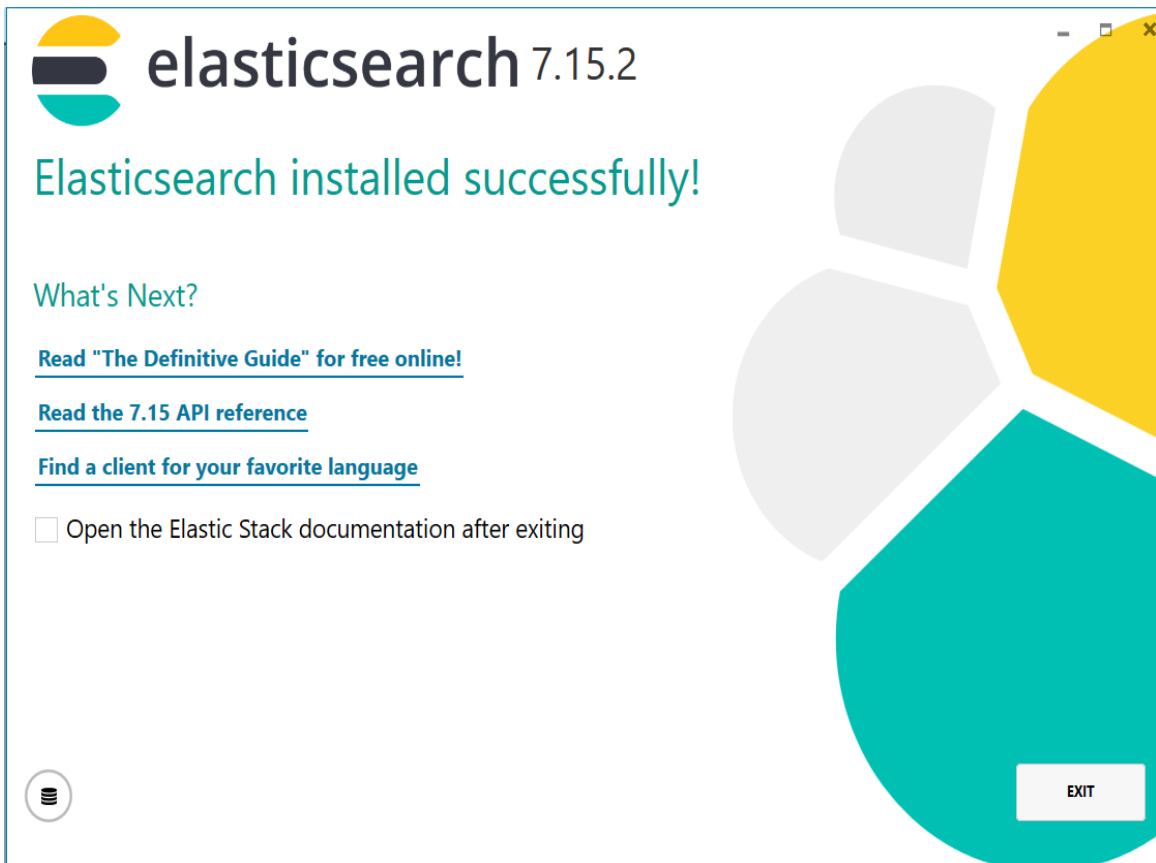 elasticsearch 7.15.2
Elasticsearch installed successfully!
What's Next?
Read "The Definitive Guide" for free online!
Read the 7.15 API reference
Find a client for your favorite language
Open the Elastic Stack documentation after exiting
EXIT